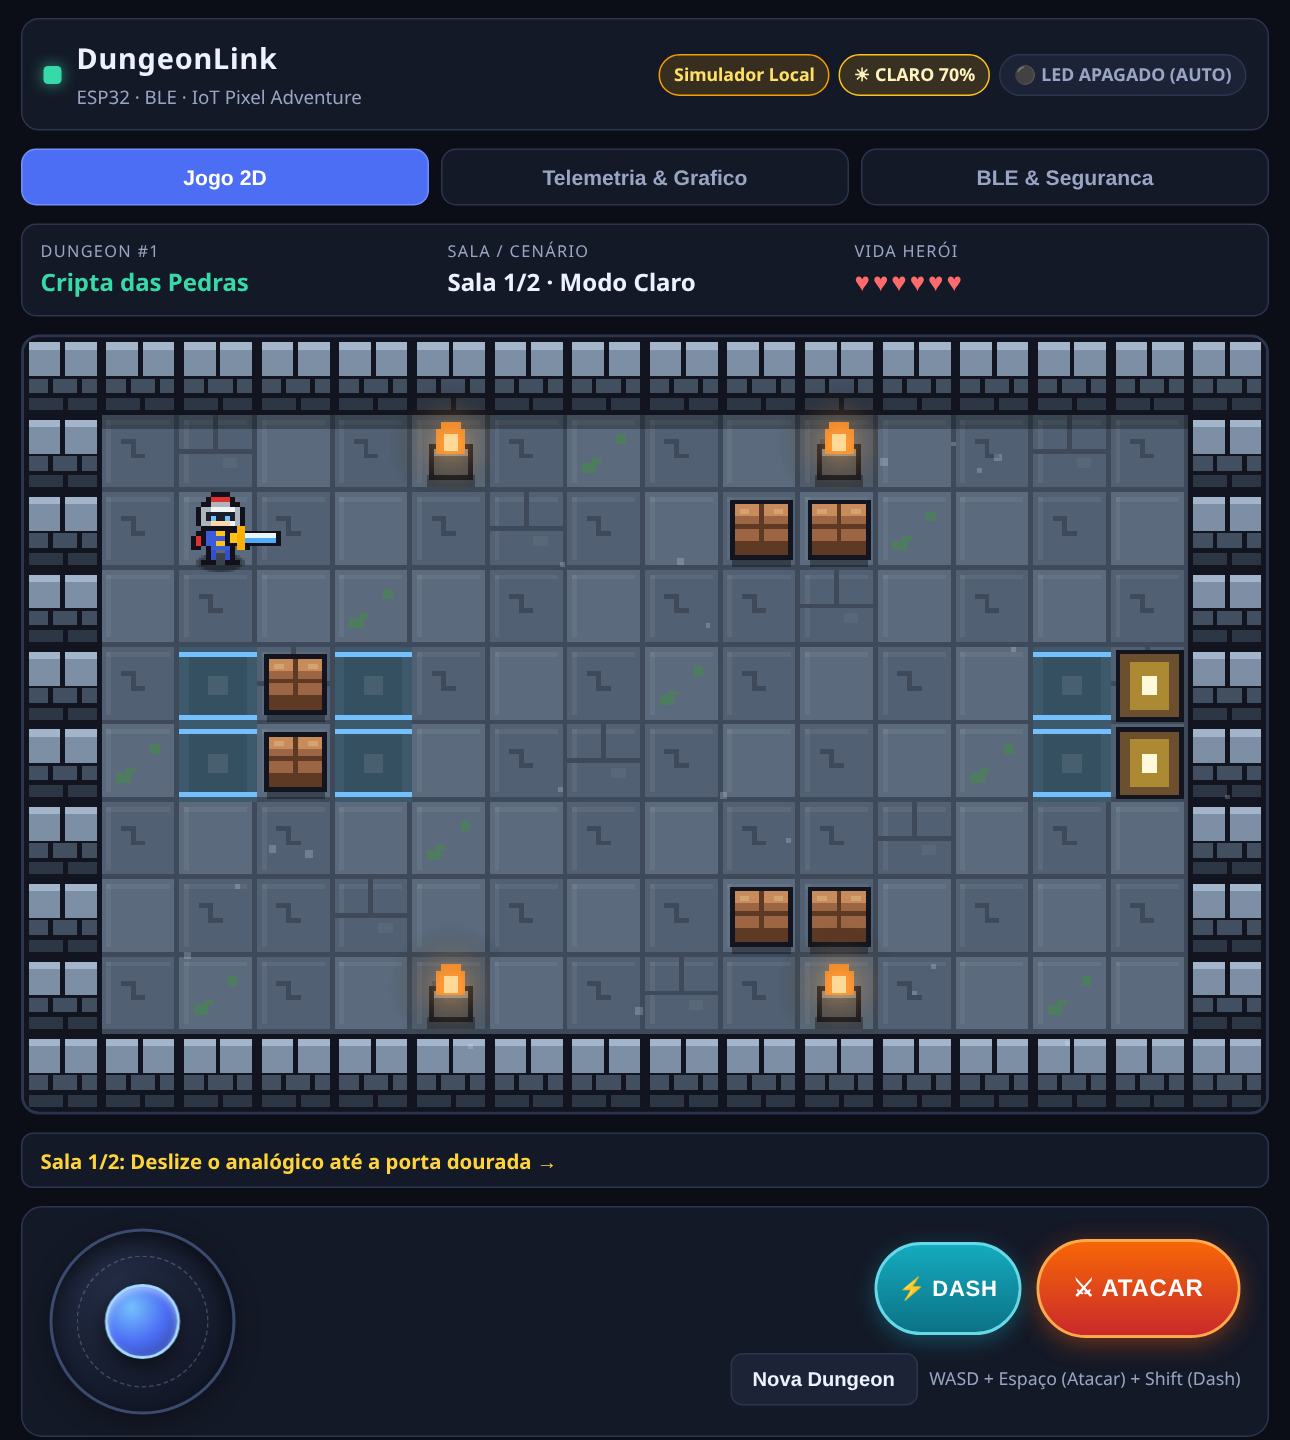 DungeonLink
ESP32 · BLE · IoT Pixel Adventure
Simulador Local
☀ CLARO 70%
⚫ LED APAGADO (AUTO)
Jogo 2D
Telemetria & Grafico
BLE & Seguranca
DUNGEON #1
Cripta das Pedras
SALA / CENÁRIO
Sala 1/2 · Modo Claro
VIDA HERÓI
♥♥♥♥♥♥
Sala 1/2: Deslize o analógico até a porta dourada →
⚡ DASH
⚔ ATACAR
Nova Dungeon
WASD + Espaço (Atacar) + Shift (Dash)